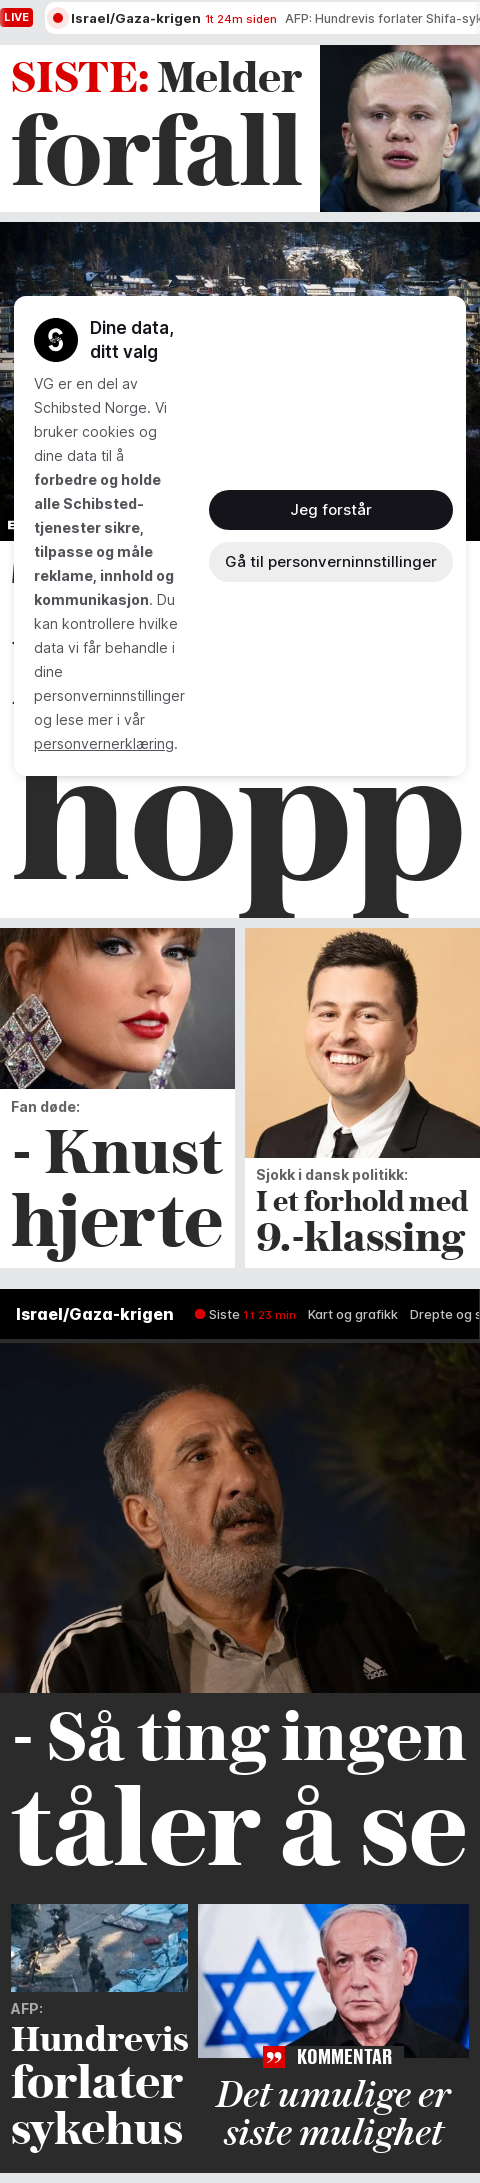 LIVE
Israel/Gaza-krigen 1t 24m siden AFP: Hundrevis forlater Shifa-syk
SISTE: Melder
forfall
Dine data,
ditt valg
VG er en del av
Schibsted Norge. Vi
bruker cookies og
dine data til å
forbedre og holde
alle Schibsted-
tjenester sikre,
tilpasse og måle
reklame, innhold og
kommunikasjon. Du
kan kontrollere hvilke
data vi får behandle i
dine
personverninnstillinger
og lese mer i vår
personvernerklæring.
Jeg forstår
Gå til personverninnstillinger
hopp
Fan døde:
- Knust
hjerte
Sjokk i dansk politikk:
I et forhold med
9.-klassing
Israel/Gaza-krigen Siste 1 t 23 min Kart og grafikk Drepte og s
adidas
- Så ting ingen
tåler å se
AFP:
Hundrevis
forlater
sykehus
KOMMENTAR
Det umulige er
siste mulighet